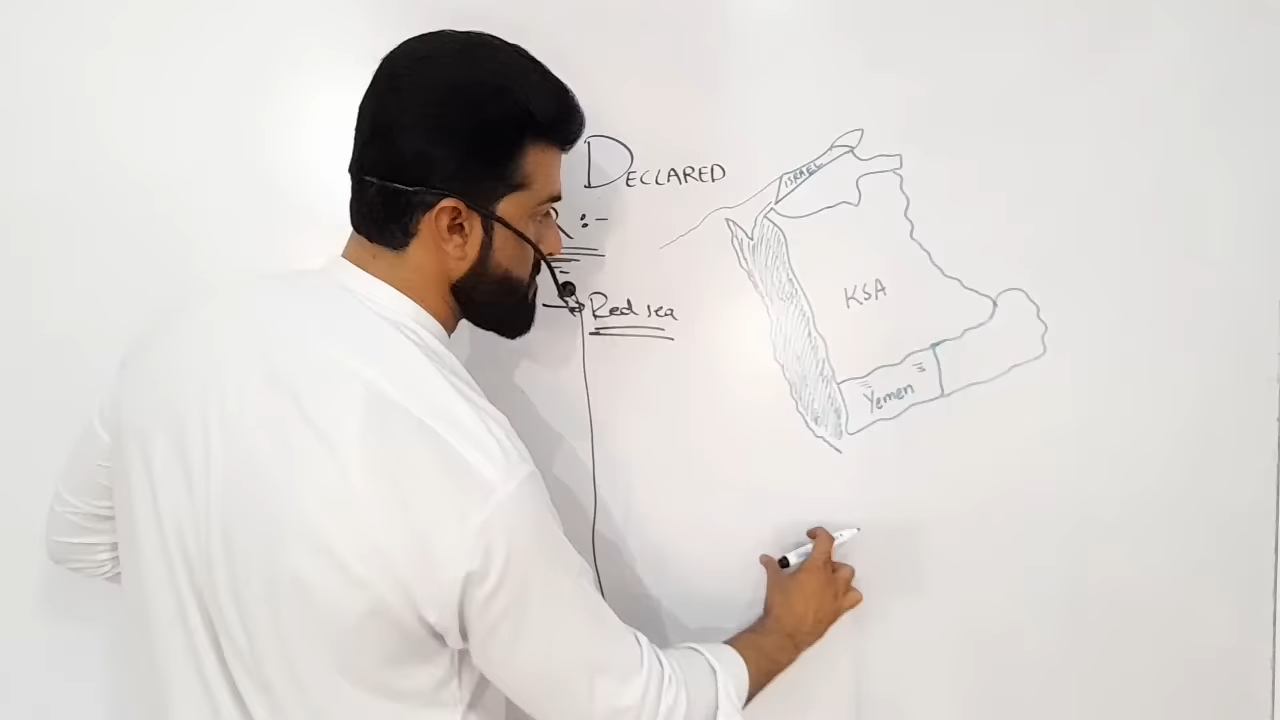 DECLARED
:-
Red sea
ISRAEL
KSA
Yemen